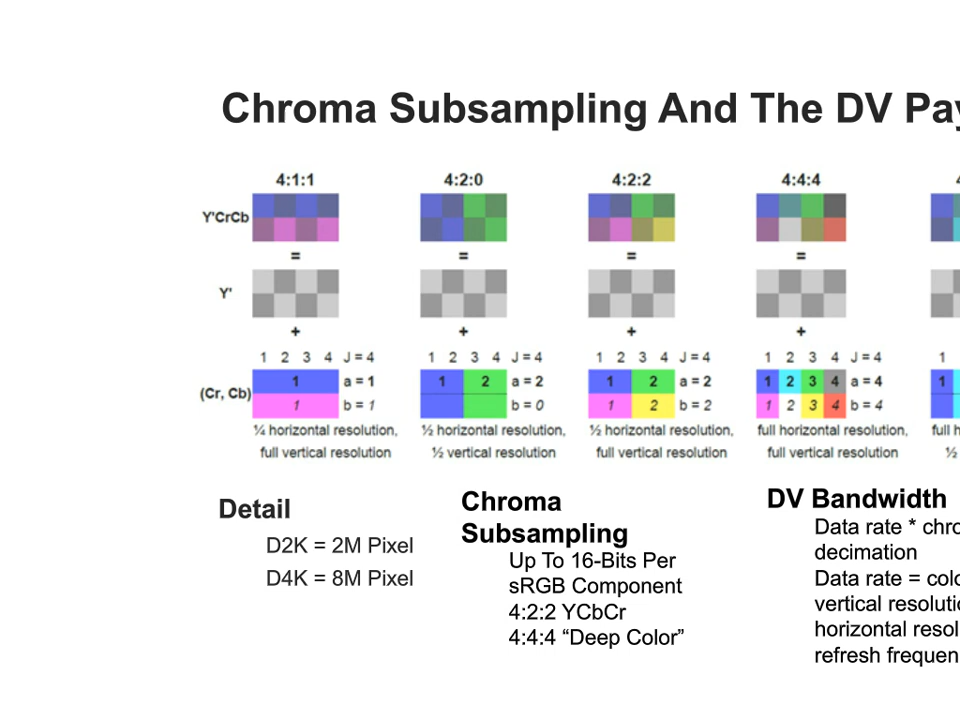 Chroma Subsampling And The DV
4:1:1 4:2:0 4:2:2 4:4:4
Y'CrCb
= = = =
Y'
+ + + +
1 2 3 4 J = 4 1 2 3 4 J = 4 1 2 3 4 J = 4 1 2 3 4 J = 4 1
1 a = 1 1 2 a = 2 1 2 a = 2 1 2 3 4 a = 4 1
(Cr, Cb)
1 b = 1 b = 0 1 2 b = 2 1 2 3 4 b = 4
¼ horizontal resolution, ½ horizontal resolution, ½ horizontal resolution, full horizontal resolution, full
full vertical resolution ½ vertical resolution full vertical resolution full vertical resolution ½
Detail
D2K = 2M Pixel
D4K = 8M Pixel
Chroma
Subsampling
Up To 16-Bits Per
sRGB Component
4:2:2 YCbCr
4:4:4 “Deep Color”
DV Bandwidth
Data rate *
decimation
Data rate =
vertical
horizontal
refresh